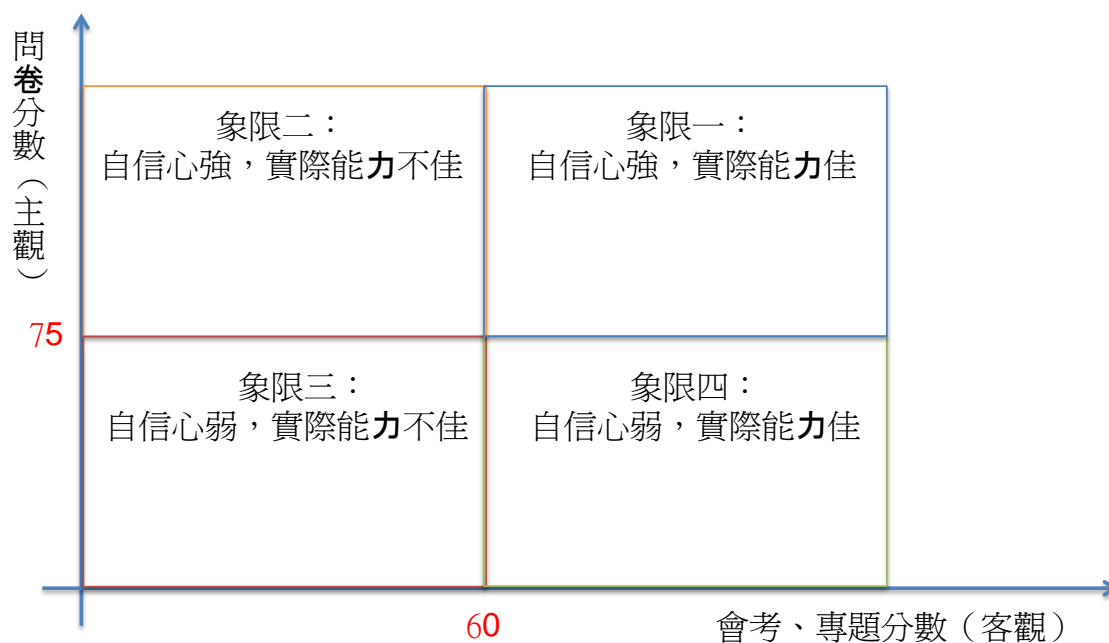 問卷分數（主觀）
象限二：
自信心強，實際能力不佳
象限一：
自信心強，實際能力佳
75
象限三：
自信心弱，實際能力不佳
象限四：
自信心弱，實際能力佳
60
會考、專題分數（客觀）